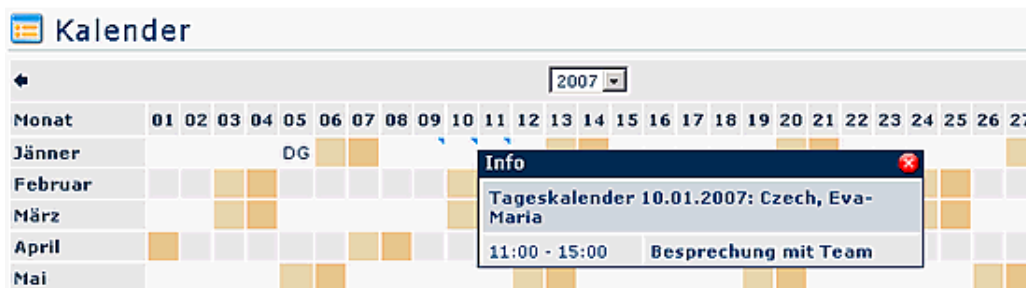 Kalender
2007
Monat 01 02 03 04 05 06 07 08 09 10 11 12 13 14 15 16 17 18 19 20 21 22 23 24 25 26 27
Jänner DG
Info
Februar
Tageskalender 10.01.2007: Czech, Eva-
März
Maria
April
11:00 - 15:00 Besprechung mit Team
Mai